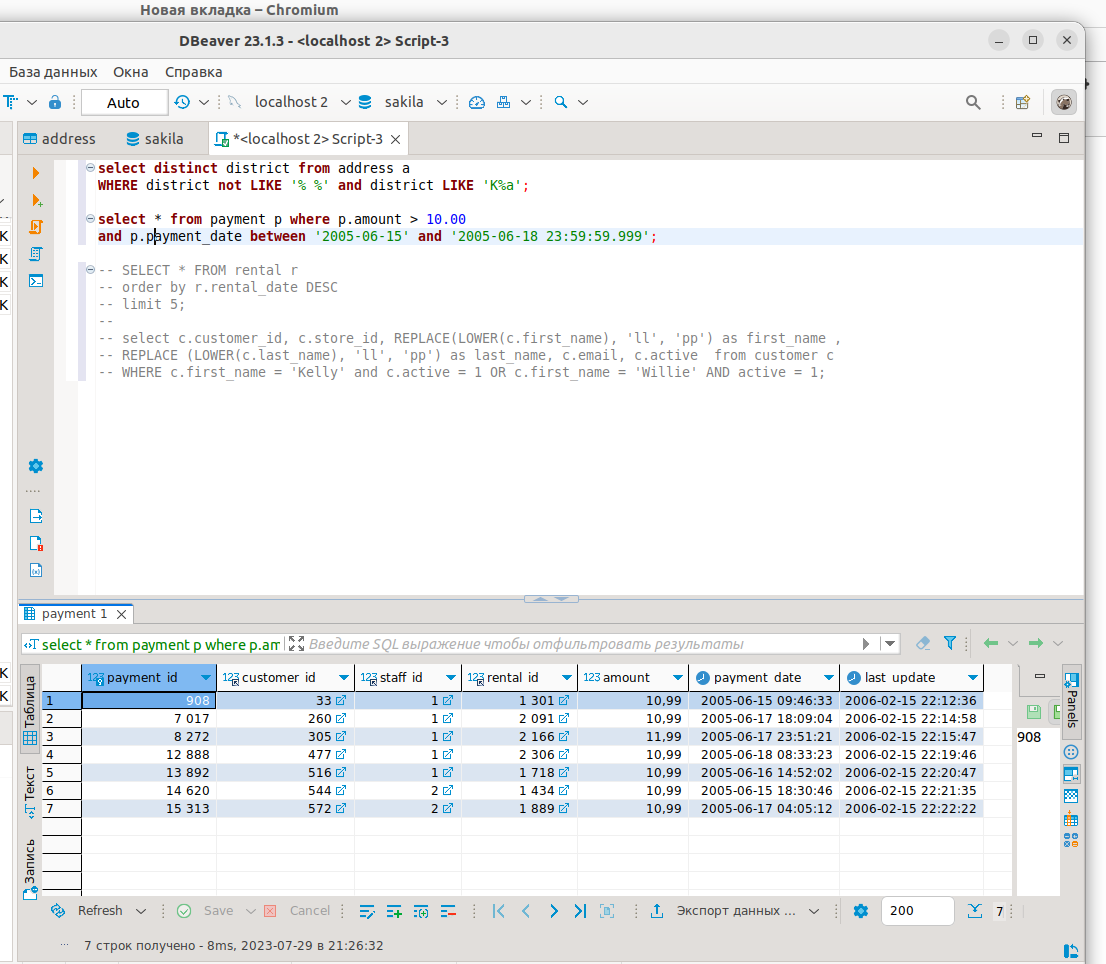 Новая вкладка – Chromium
DBeaver 23.1.3 - <localhost 2> Script-3
База данных Окна Справка
Auto localhost 2 sakila
address sakila *<localhost 2> Script-3
select distinct district from address a
WHERE district not LIKE '% %' and district LIKE 'K%a';
select * from payment p where p.amount > 10.00
and p.payment_date between '2005-06-15' and '2005-06-18 23:59:59.999';
-- SELECT * FROM rental r
-- order by r.rental_date DESC
-- limit 5;
--
-- select c.customer_id, c.store_id, REPLACE(LOWER(c.first_name), 'll', 'pp') as first_name ,
-- REPLACE (LOWER(c.last_name), 'll', 'pp') as last_name, c.email, c.active  from customer c
-- WHERE c.first_name = 'Kelly' and c.active = 1 OR c.first_name = 'Willie' AND active = 1;
K
K
K
K
K
K
payment 1
select * from payment p where p.am Введите SQL выражение чтобы отфильтровать результаты
payment_id customer_id staff_id rental_id amount payment_date last_update
1 908 33 1 1 301 10,99 2005-06-15 09:46:33 2006-02-15 22:12:36
2 7 017 260 1 2 091 10,99 2005-06-17 18:09:04 2006-02-15 22:14:58
3 8 272 305 1 2 166 11,99 2005-06-17 23:51:21 2006-02-15 22:15:47
4 12 888 477 1 2 306 10,99 2005-06-18 08:33:23 2006-02-15 22:19:46
5 13 892 516 1 1 718 10,99 2005-06-16 14:52:02 2006-02-15 22:20:47
6 14 620 544 2 1 434 10,99 2005-06-15 18:30:46 2006-02-15 22:21:35
7 15 313 572 2 1 889 10,99 2005-06-17 04:05:12 2006-02-15 22:22:22
Таблица
Текст
Запись
Panels
908
Refresh Save Cancel Экспорт данных ... 200 7
7 строк получено - 8ms, 2023-07-29 в 21:26:32